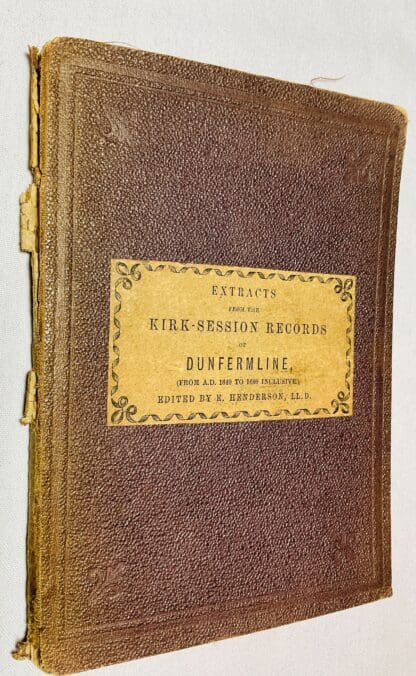 EXTRACTS
FROM THE
KIRK-SESSION RECORDS
OF
DUNFERMLINE,
(FROM A.D. 1640 TO 1689 INCLUSIVE)
EDITED BY E. HENDERSON, LL.D.